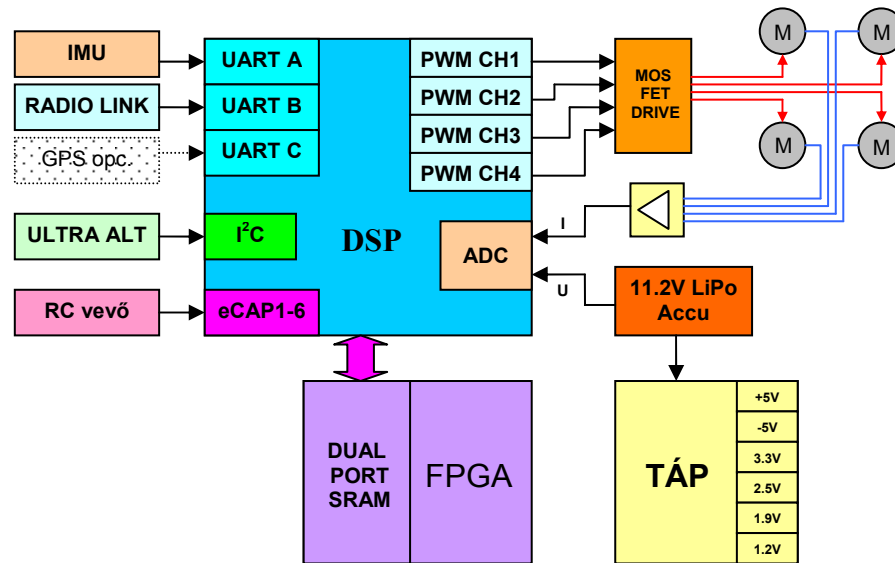 IMU
RADIO LINK
GPS opc.
ULTRA ALT
RC vevő
UART A
UART B
UART C
I²C
eCAP1-6
DSP
PWM CH1
PWM CH2
PWM CH3
PWM CH4
ADC
I
U
MOS
FET
DRIVE
M
M
M
M
11.2V LiPo
Accu
DUAL
PORT
SRAM
FPGA
TÁP
+5V
-5V
3.3V
2.5V
1.9V
1.2V